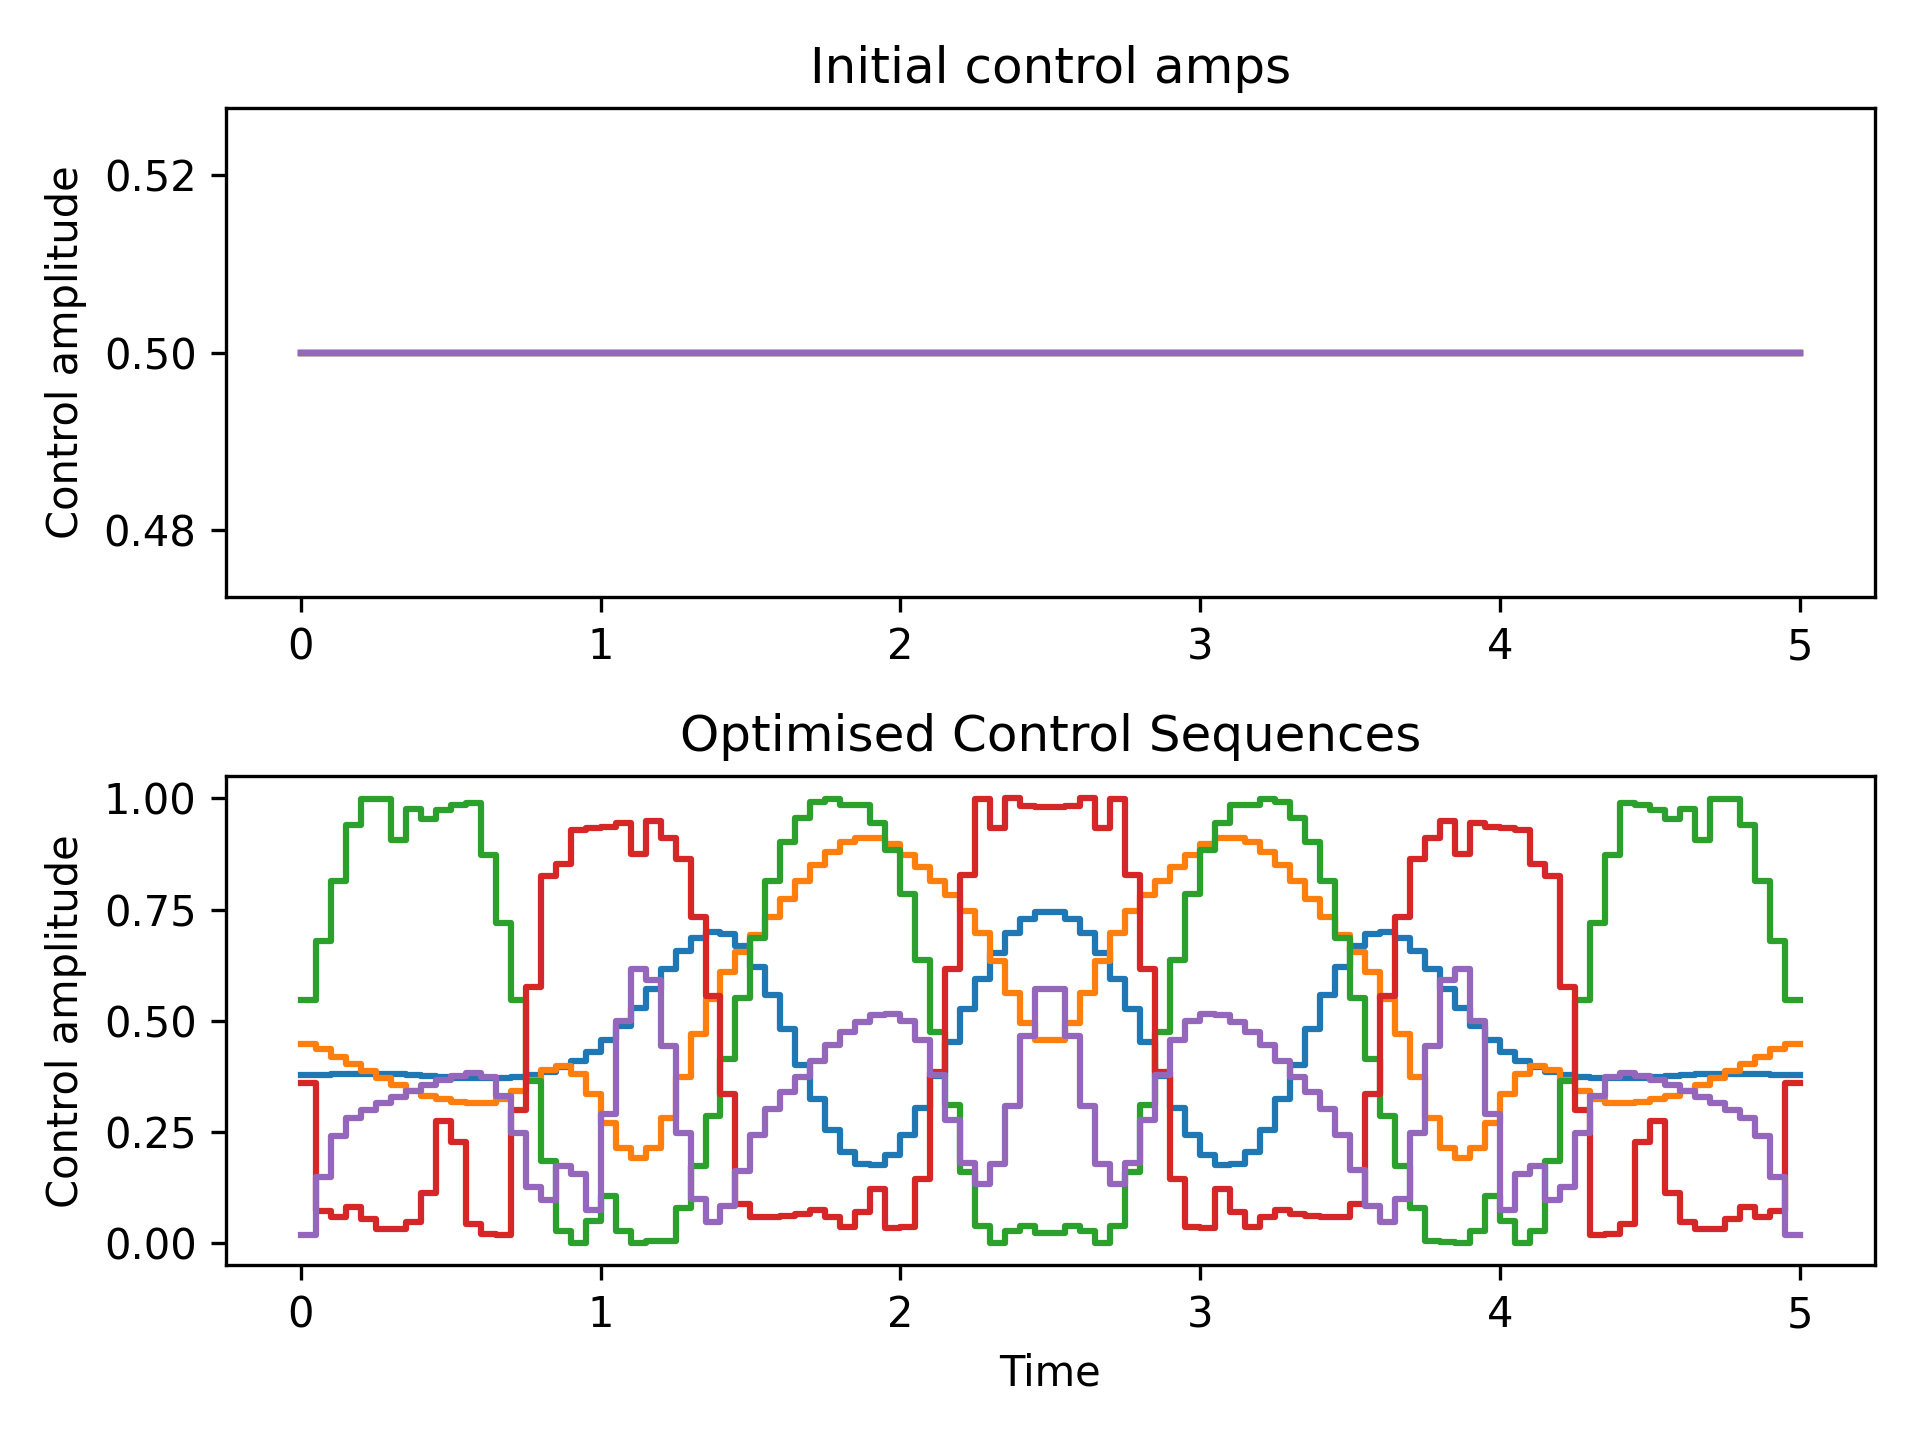 Initial control amps
Control amplitude
0.52
0.50
0.48
0 1 2 3 4 5
Optimised Control Sequences
Control amplitude
1.00
0.75
0.50
0.25
0.00
0 1 2 3 4 5
Time